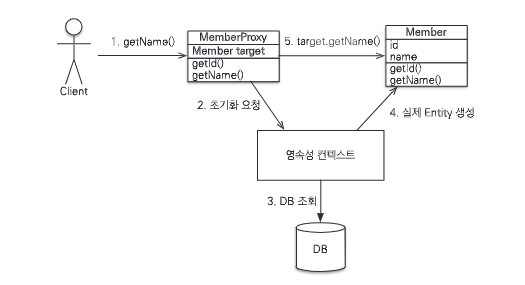 1. getName()
MemberProxy
Member target
getId()
getName()
5. target.getName()
Member
id
name
getId()
getName()
Client
2. 초기화 요청
4. 실제 Entity 생성
영속성 컨텍스트
3. DB 조회
DB